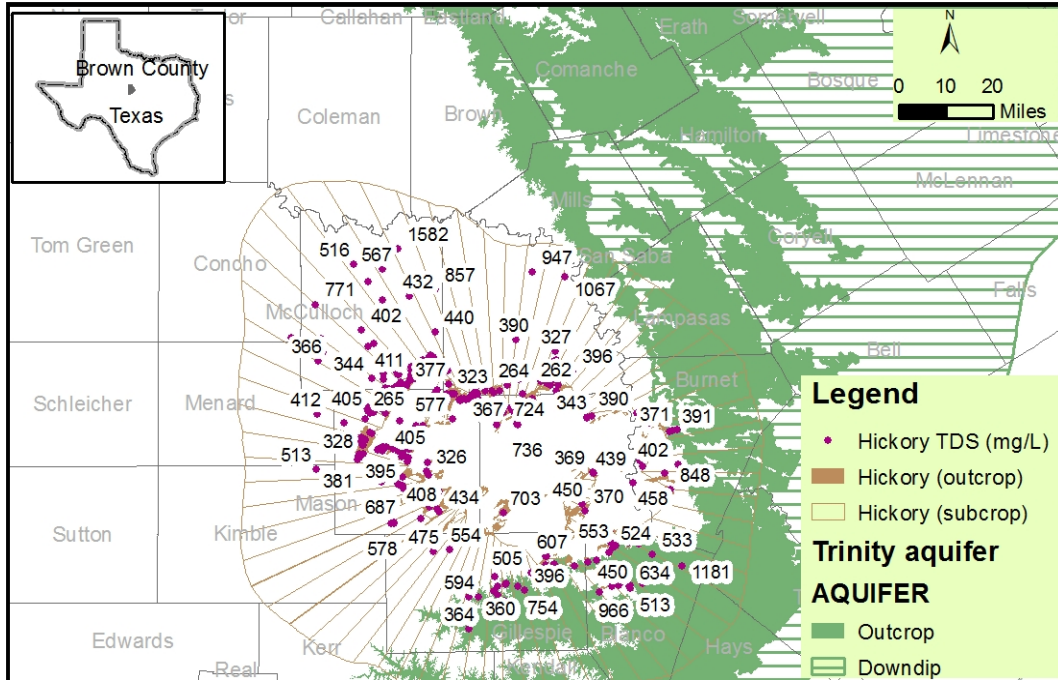 Taylor
Callahan
Eastland
Erath
Somervell
N
Brown County
Texas
Comanche
Bosque
0 10 20
Miles
Coleman
Brown
Hamilton
Limestone
McLennan
Mills
Coryell
Tom Green
Concho
516 567 1582
947
San Saba
1067
Falls
771 432 857
McCulloch
402
440
390
327
Lampasas
Bell
366
344 411 377
323 264 262 396
Burnet
Schleicher
Menard
412 405 265 577
367 724 343 390 371 391
328 405
736
513 395 326
369 439 402
381
848
Mason
408 434 703 450 370 458
687
Sutton
Kimble
475 554
578
607 553 524 533
505
396 450 634 1181
594
364 360 754 966 513
Gillespie
Blanco
Edwards
Kerr
Hays
Real
Kendall
Legend
Hickory TDS (mg/L)
Hickory (outcrop)
Hickory (subcrop)
Trinity aquifer
AQUIFER
Outcrop
Downdip